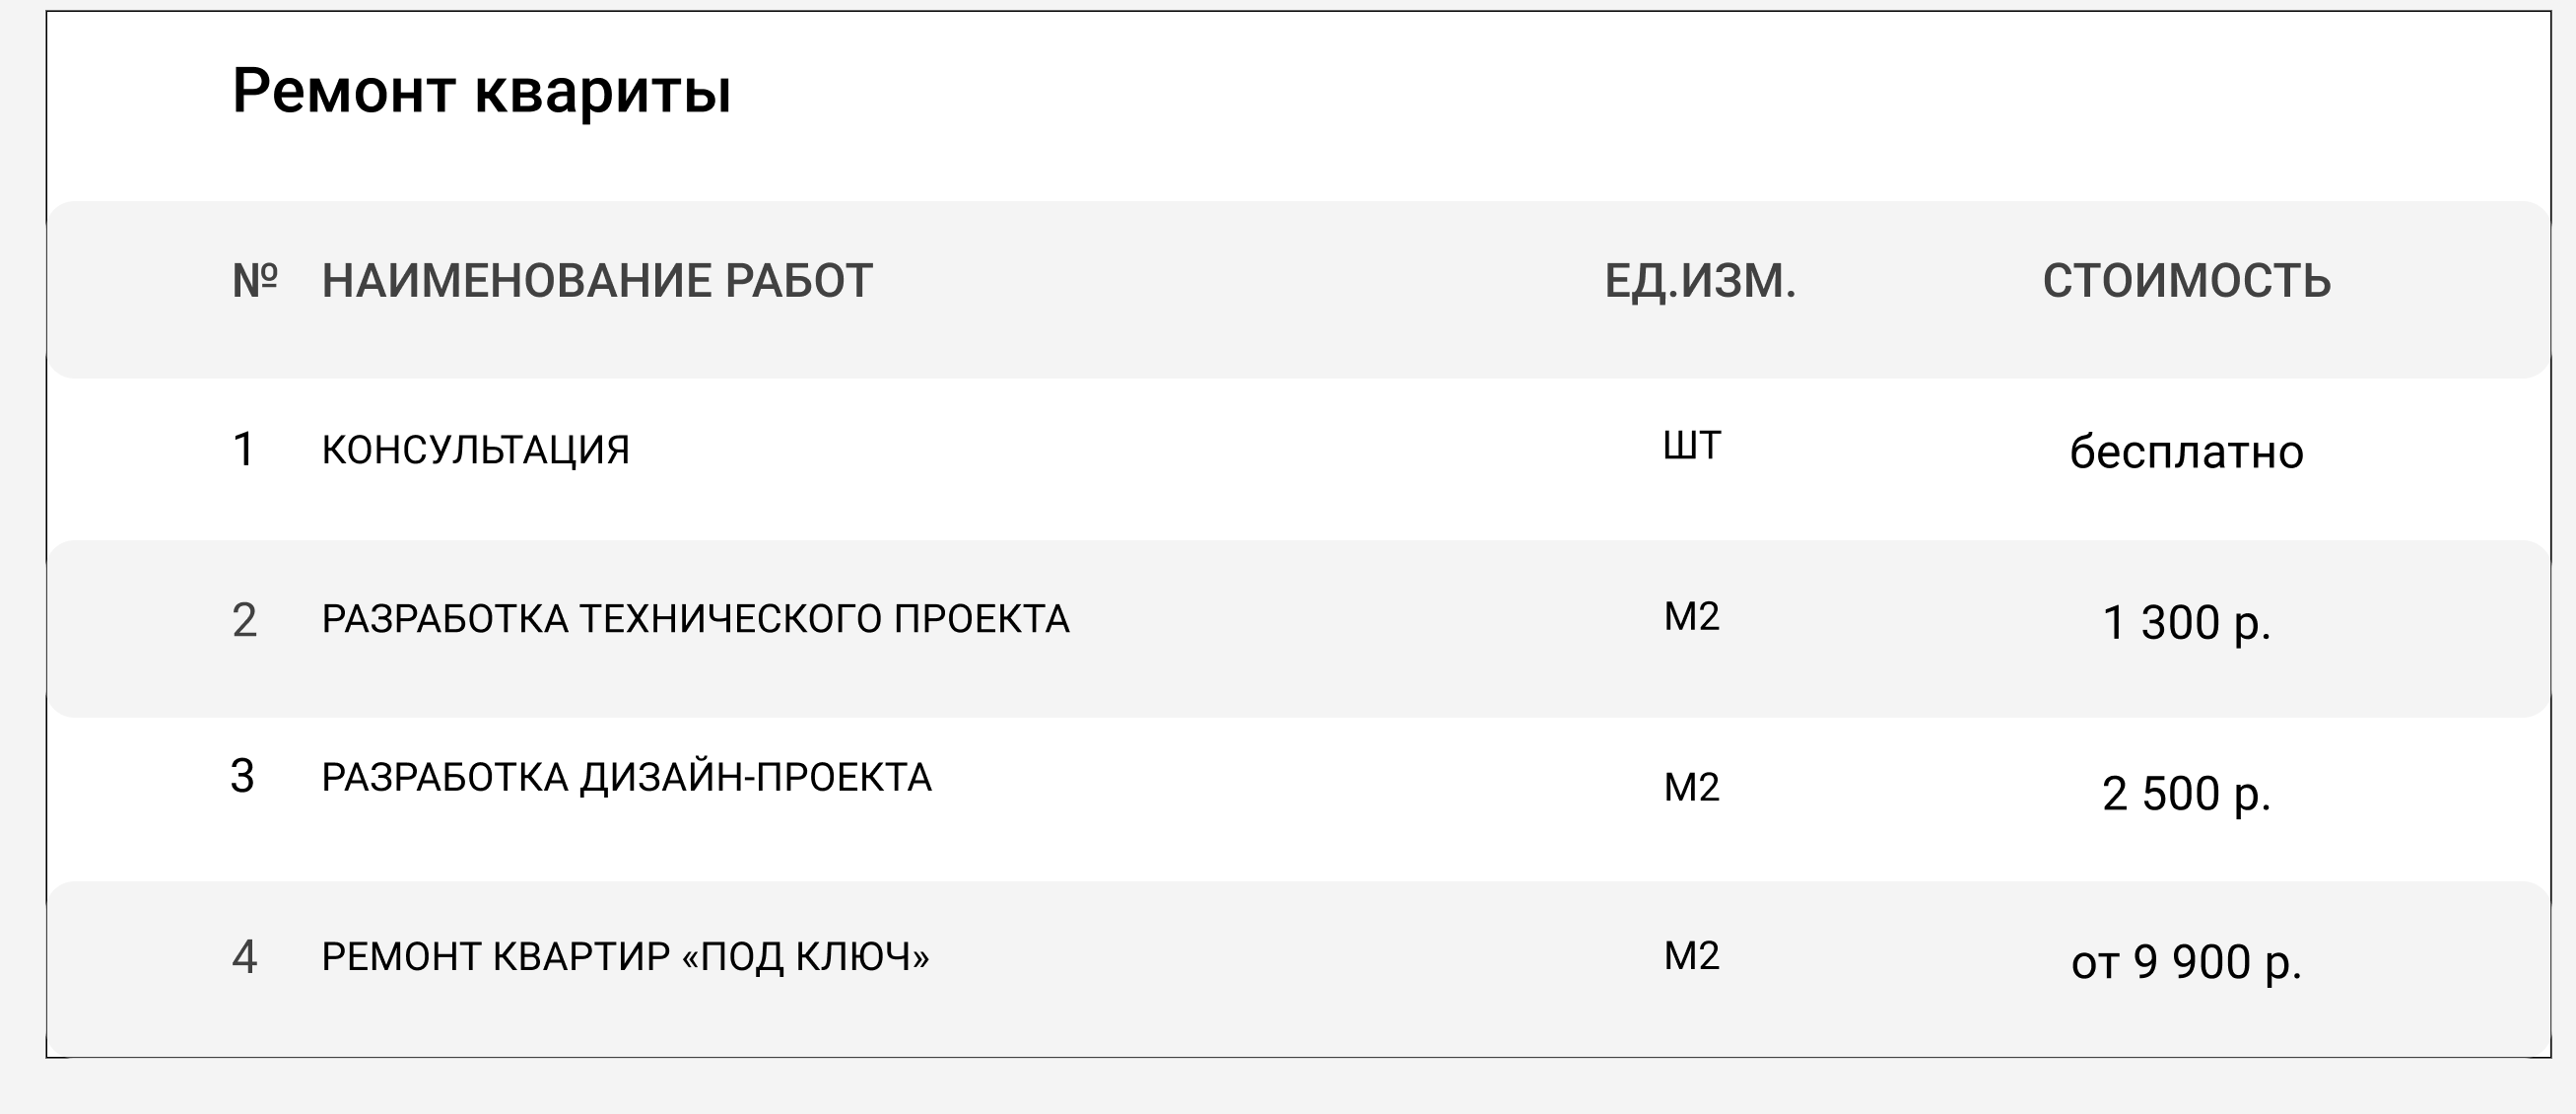 Ремонт квариты
№ НАИМЕНОВАНИЕ РАБОТ ЕД.ИЗМ. СТОИМОСТЬ
1 КОНСУЛЬТАЦИЯ ШТ бесплатно
2 РАЗРАБОТКА ТЕХНИЧЕСКОГО ПРОЕКТА М2 1 300 р.
3 РАЗРАБОТКА ДИЗАЙН-ПРОЕКТА М2 2 500 р.
4 РЕМОНТ КВАРТИР «ПОД КЛЮЧ» М2 от 9 900 р.